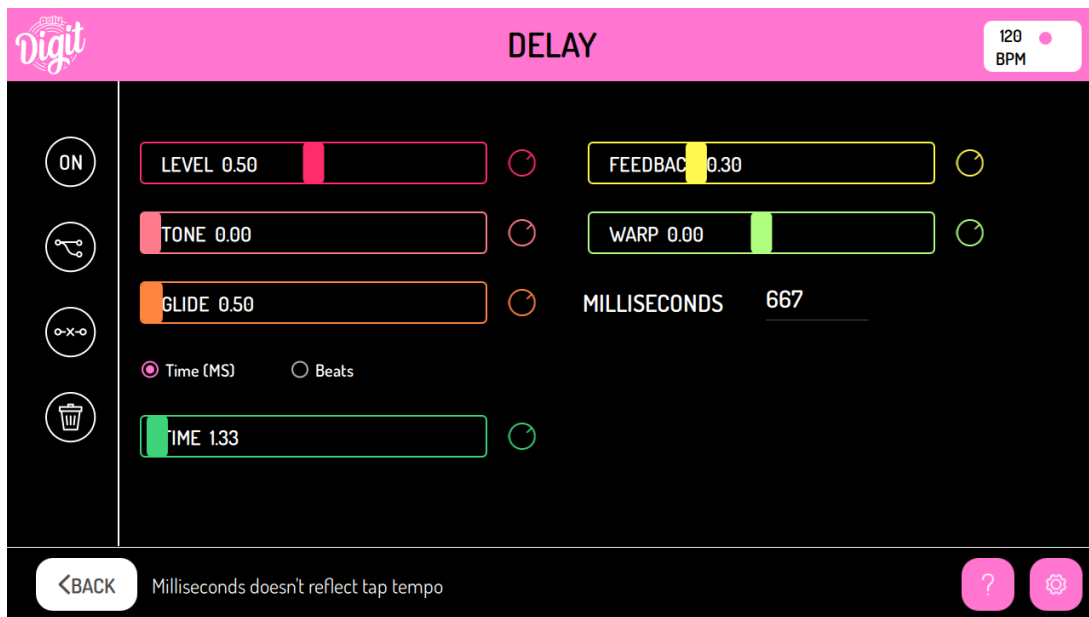 poly
Digit
DELAY
120
BPM
ON
LEVEL 0.50
FEEDBACK 0.30
TONE 0.00
WARP 0.00
GLIDE 0.50
MILLISECONDS 667
Time (MS)
Beats
TIME 1.33
BACK
Milliseconds doesn't reflect tap tempo
?